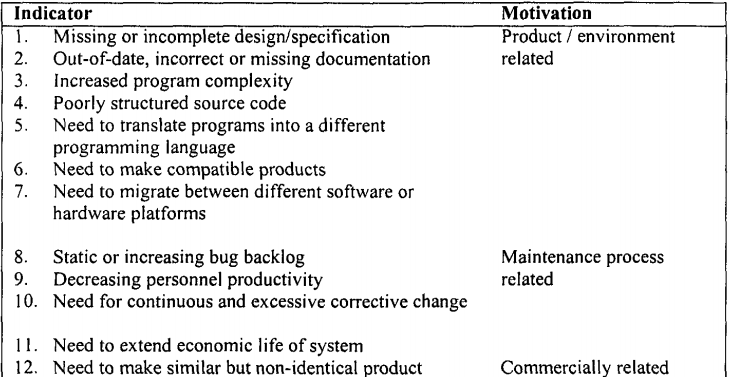 Indicator Motivation
1. Missing or incomplete design/specification Product / environment
2. Out-of-date, incorrect or missing documentation related
3. Increased program complexity
4. Poorly structured source code
5. Need to translate programs into a different
programming language
6. Need to make compatible products
7. Need to migrate between different software or
hardware platforms
8. Static or increasing bug backlog Maintenance process
9. Decreasing personnel productivity related
10. Need for continuous and excessive corrective change
11. Need to extend economic life of system
12. Need to make similar but non-identical product Commercially related